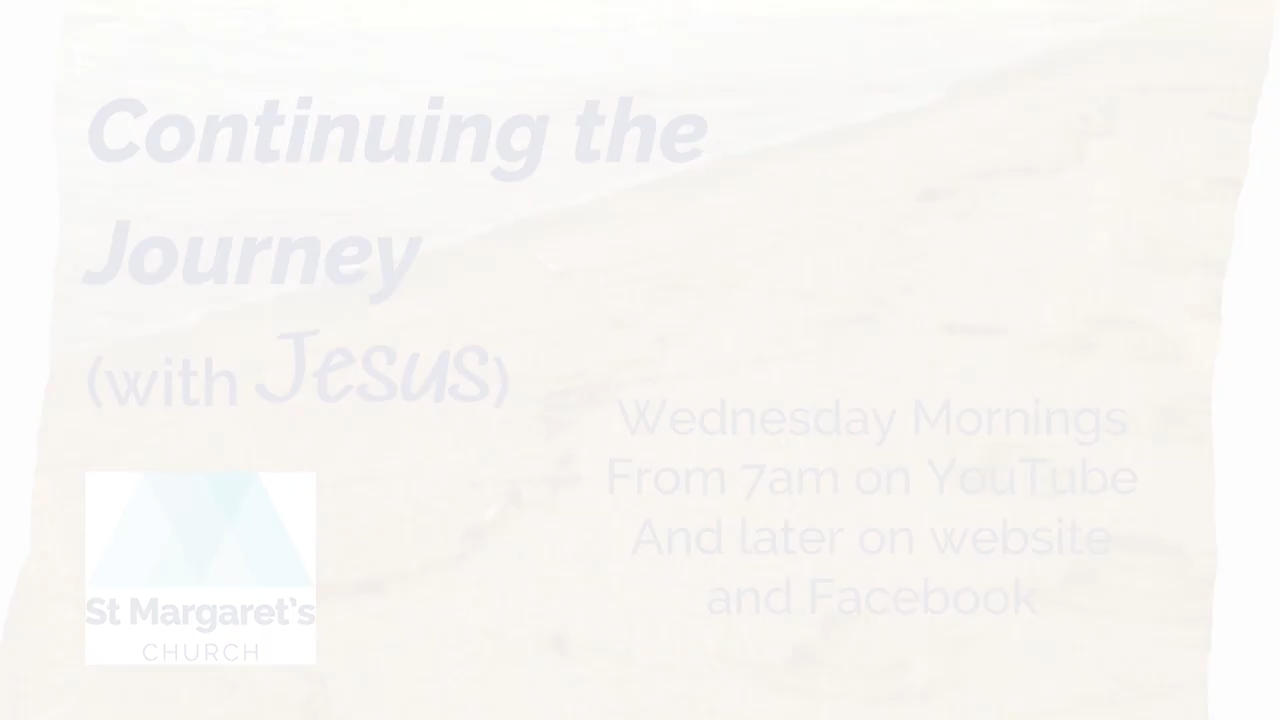 Continuing the
Journey
(with Jesus)
Wednesday Mornings
From 7am on YouTube
And later on website
and Facebook
St Margaret's
CHURCH